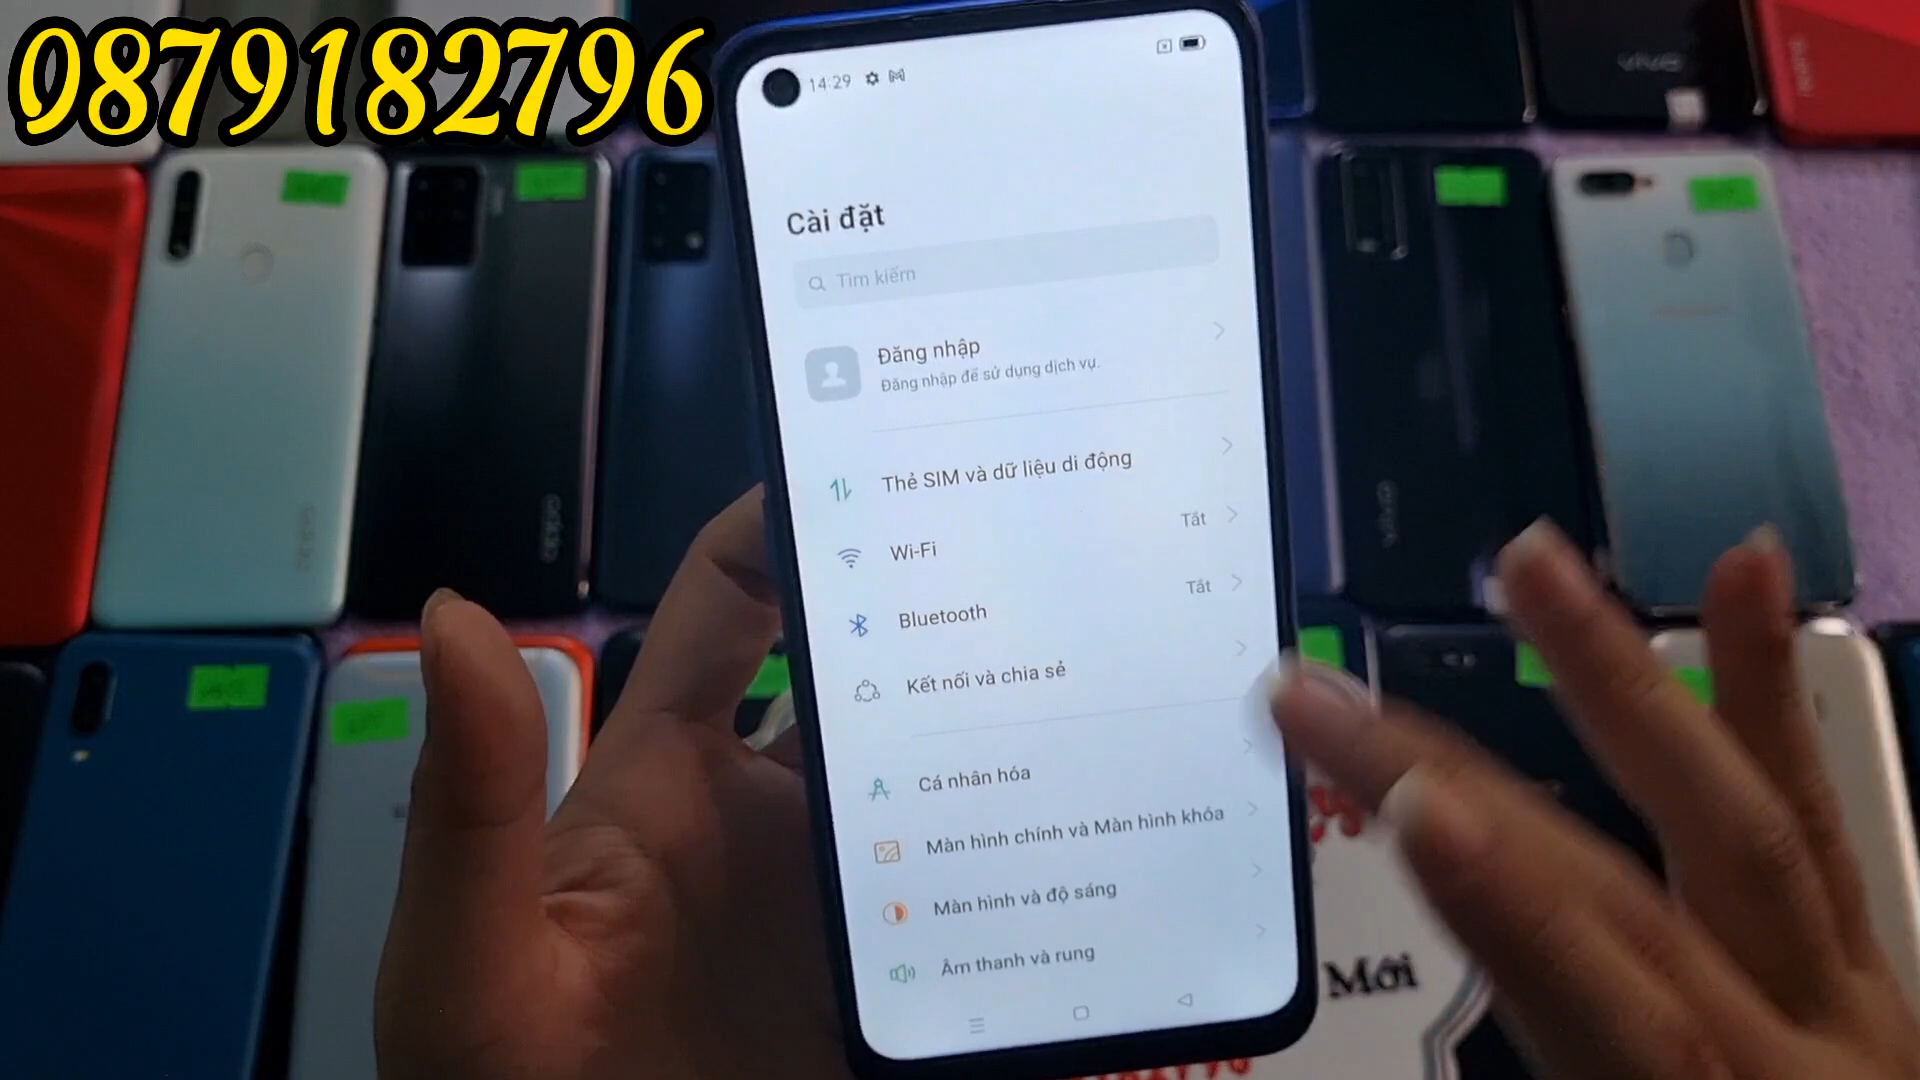 0879182796
14:29
Cài đặt
Tìm kiếm
Đăng nhập
Đăng nhập để sử dụng dịch vụ.
Thẻ SIM và dữ liệu di động
Wi-Fi
Tắt
Bluetooth
Tắt
Kết nối và chia sẻ
Cá nhân hóa
Màn hình chính và Màn hình khóa
Màn hình và độ sáng
Âm thanh và rung
vivo
vivo
oppo
Mới